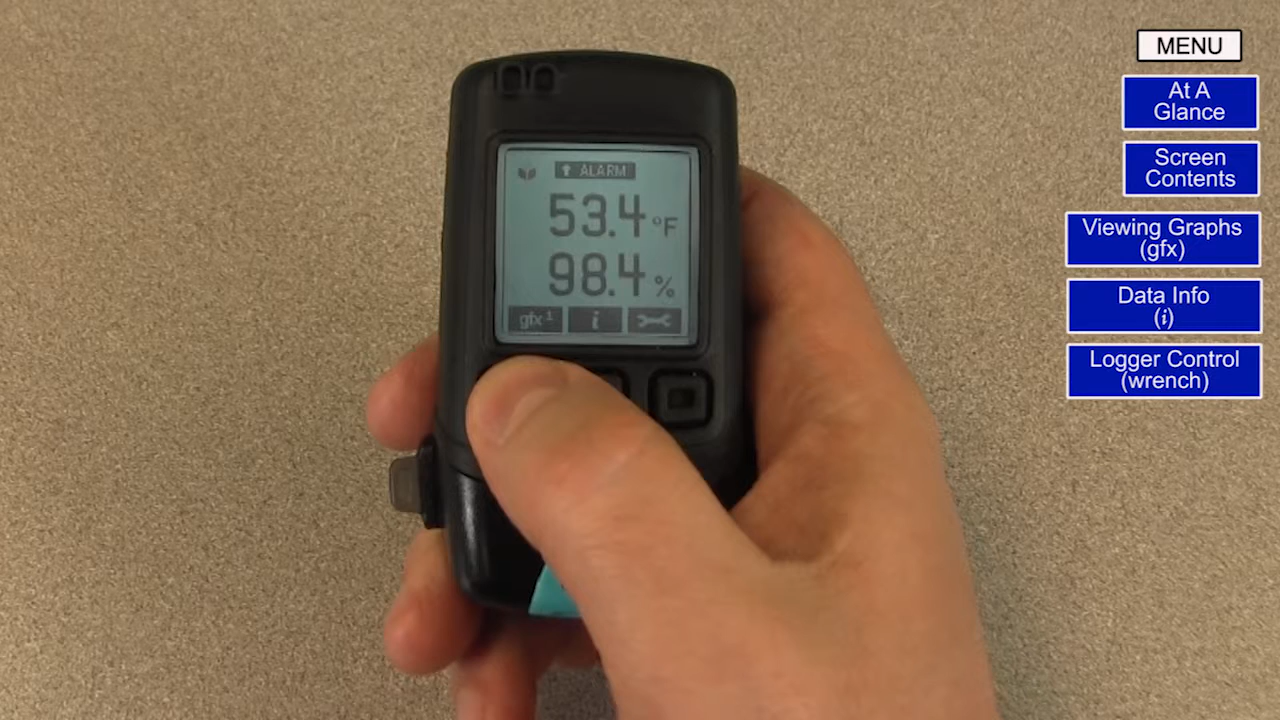 ↑ ALARM
53.4 °F
98.4 %
gfx¹ i
MENU
At A
Glance
Screen
Contents
Viewing Graphs
(gfx)
Data Info
(i)
Logger Control
(wrench)